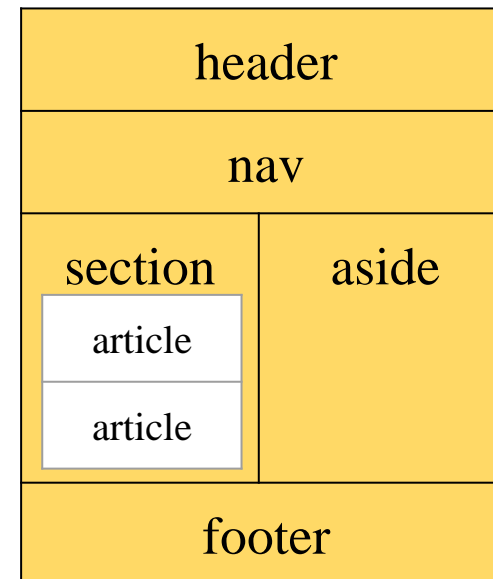 header
nav
section
aside
article
article
footer